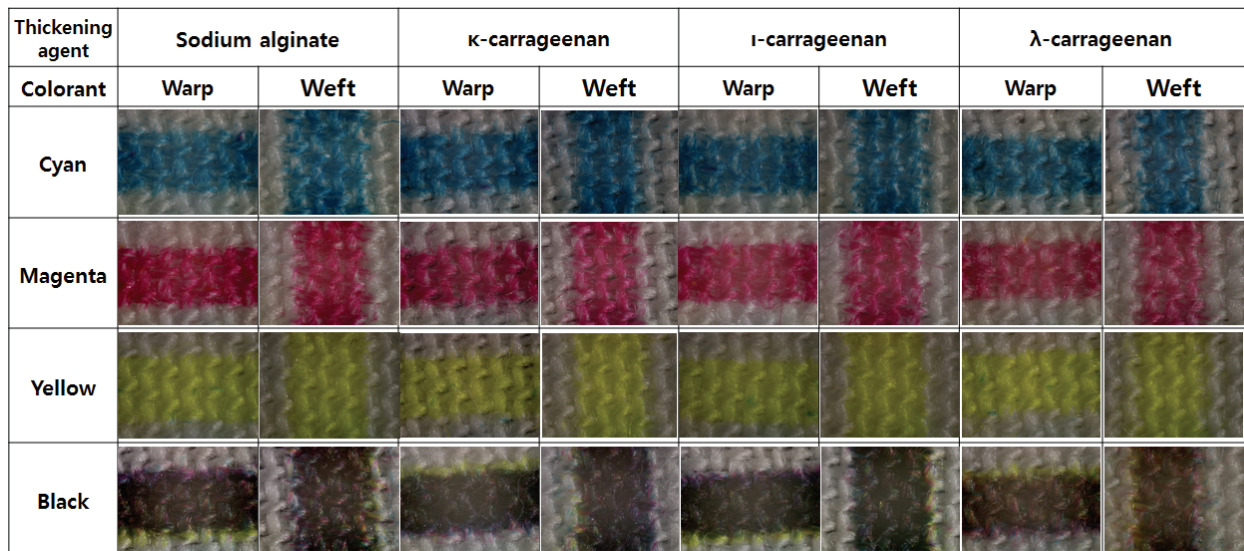 Thickening
agent
Sodium alginate
κ-carrageenan
ι-carrageenan
λ-carrageenan
Colorant
Warp
Weft
Warp
Weft
Warp
Weft
Warp
Weft
Cyan
Magenta
Yellow
Black